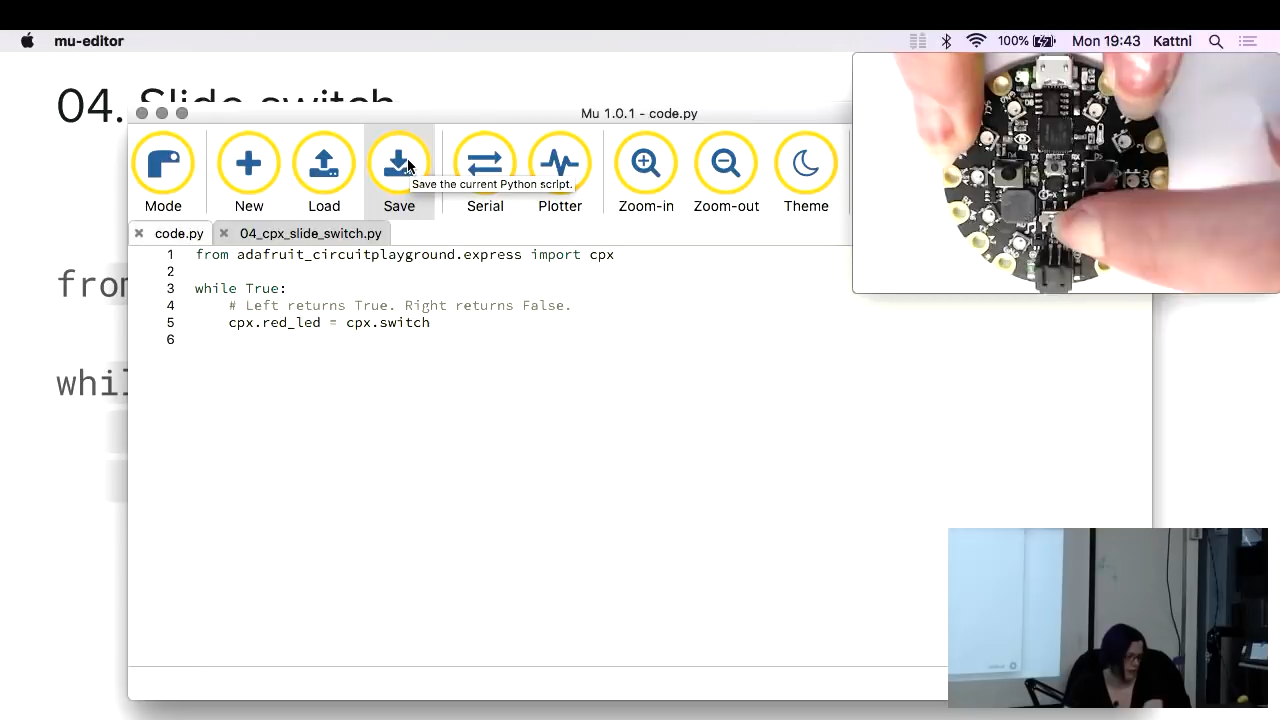 mu-editor
100%
Mon 19:43
Kattni
04. Slide switch
Mu 1.0.1 - code.py
Save the current Python script.
Mode
New
Load
Save
Serial
Plotter
Zoom-in
Zoom-out
Theme
code.py
04_cpx_slide_switch.py
1 from adafruit_circuitplayground.express import cpx
2
3 while True:
4 # Left returns True. Right returns False.
5 cpx.red_led = cpx.switch
6